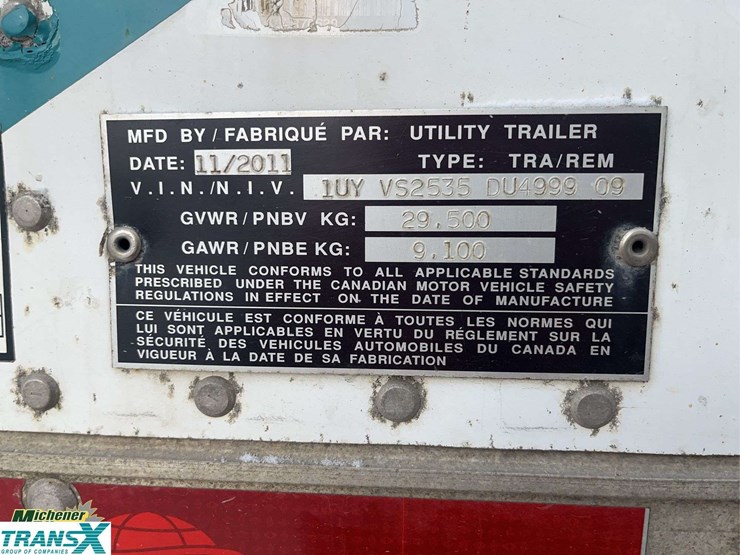 MFD BY / FABRIQUÉ PAR: UTILITY TRAILER
DATE: 11/2011 TYPE: TRA/REM
V.I.N./N.I.V. 1UY VS2535 DU4999 09
GVWR / PNBV KG: 29,500
GAWR / PNBE KG: 9,100
THIS VEHICLE CONFORMS TO ALL APPLICABLE STANDARDS
PRESCRIBED UNDER THE CANADIAN MOTOR VEHICLE SAFETY
REGULATIONS IN EFFECT ON THE DATE OF MANUFACTURE
CE VÉHICULE EST CONFORME À TOUTES LES NORMES QUI
LUI SONT APPLICABLES EN VERTU DU RÉGLEMENT SUR LA
SÉCURITÉ DES VEHICULES AUTOMOBILES DU CANADA EN
VIGUEUR À LA DATE DE SA FABRICATION
Michener
TRANSX
GROUP OF COMPANIES